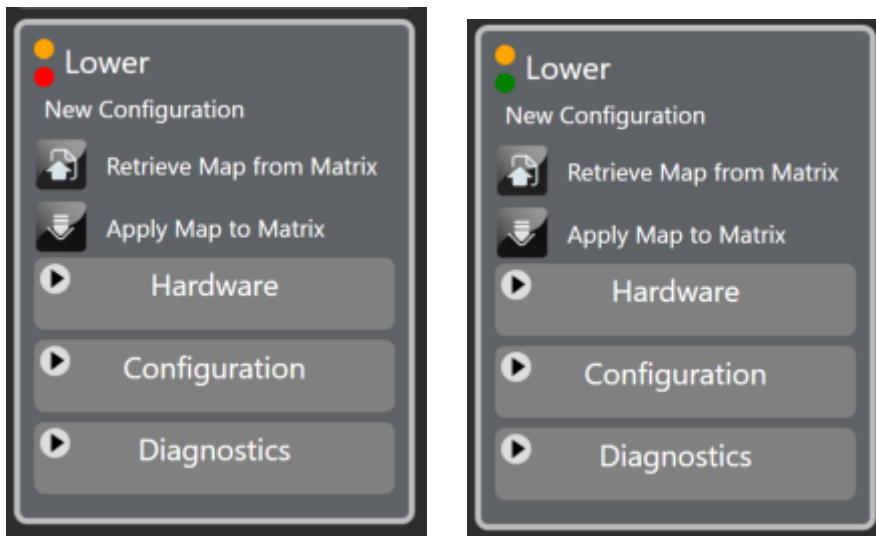 Lower
New Configuration
Retrieve Map from Matrix
Apply Map to Matrix
Hardware
Configuration
Diagnostics
Lower
New Configuration
Retrieve Map from Matrix
Apply Map to Matrix
Hardware
Configuration
Diagnostics